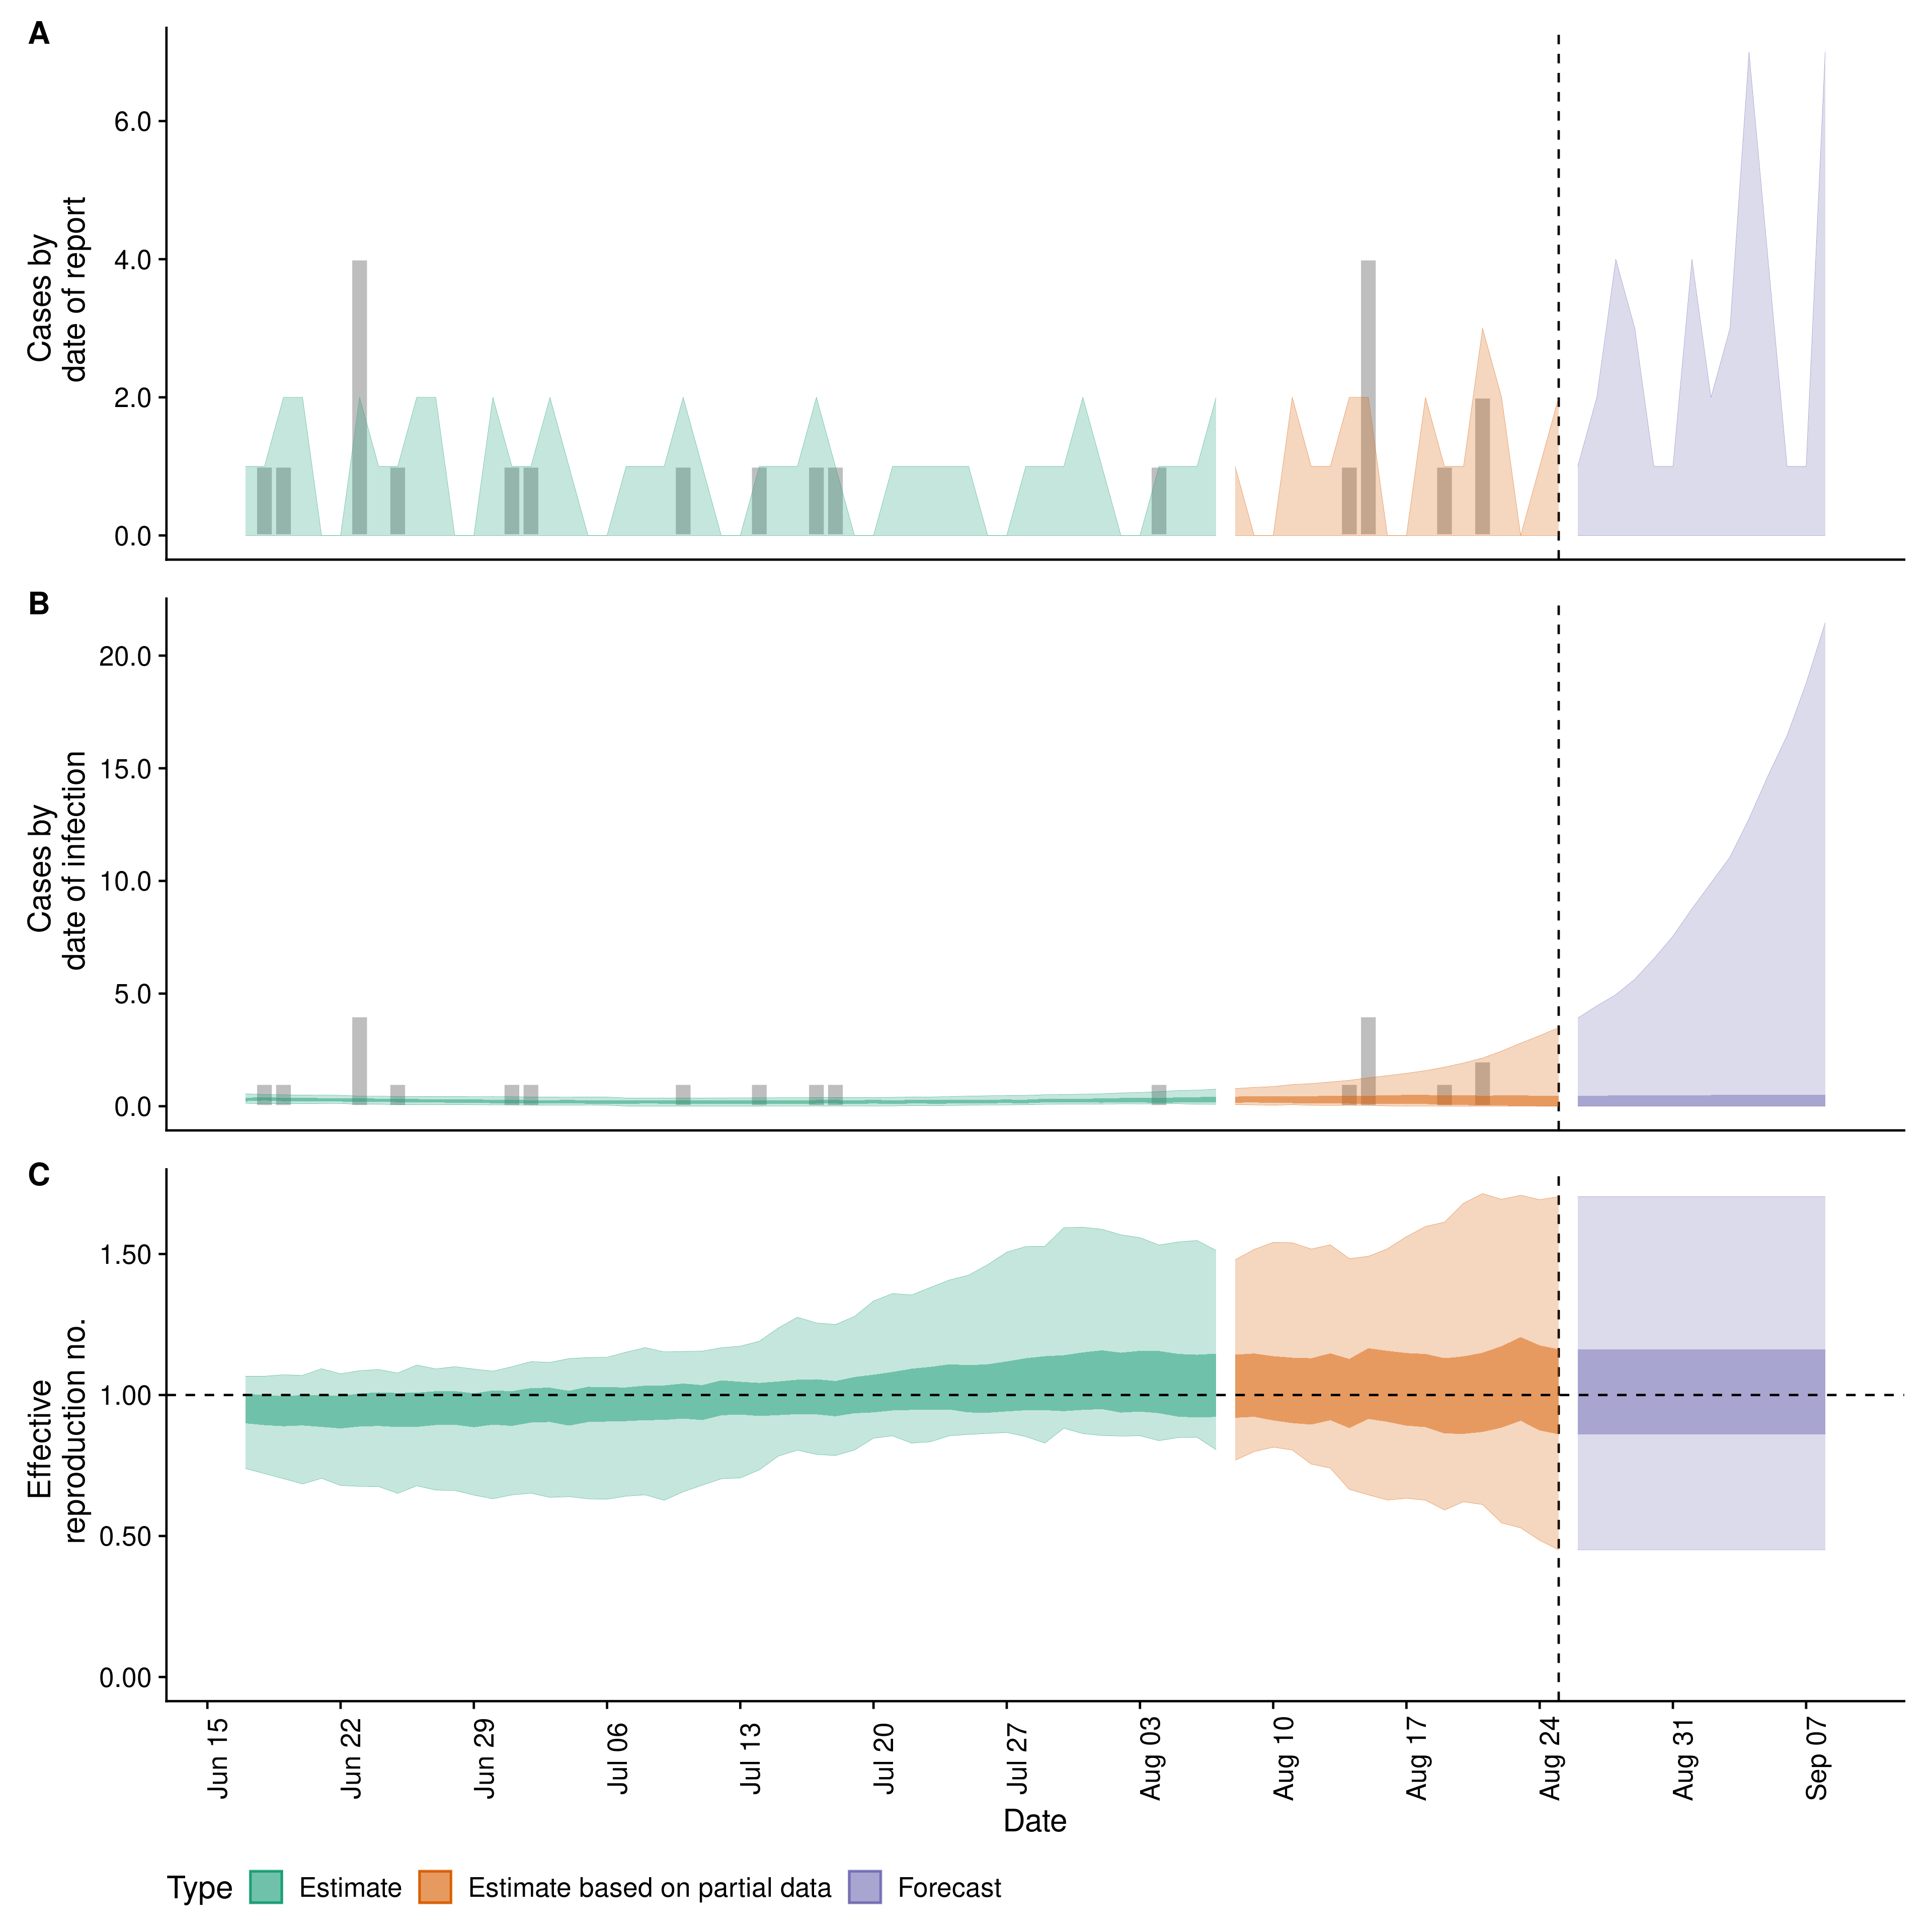 A
Cases by
date of report
6.0
4.0
2.0
0.0
B
Cases by
date of infection
20.0
15.0
10.0
5.0
0.0
C
Effective
reproduction no.
1.50
1.00
0.50
0.00
Jun 15
Jun 22
Jun 29
Jul 06
Jul 13
Jul 20
Jul 27
Aug 03
Aug 10
Aug 17
Aug 24
Aug 31
Sep 07
Date
Type Estimate Estimate based on partial data Forecast